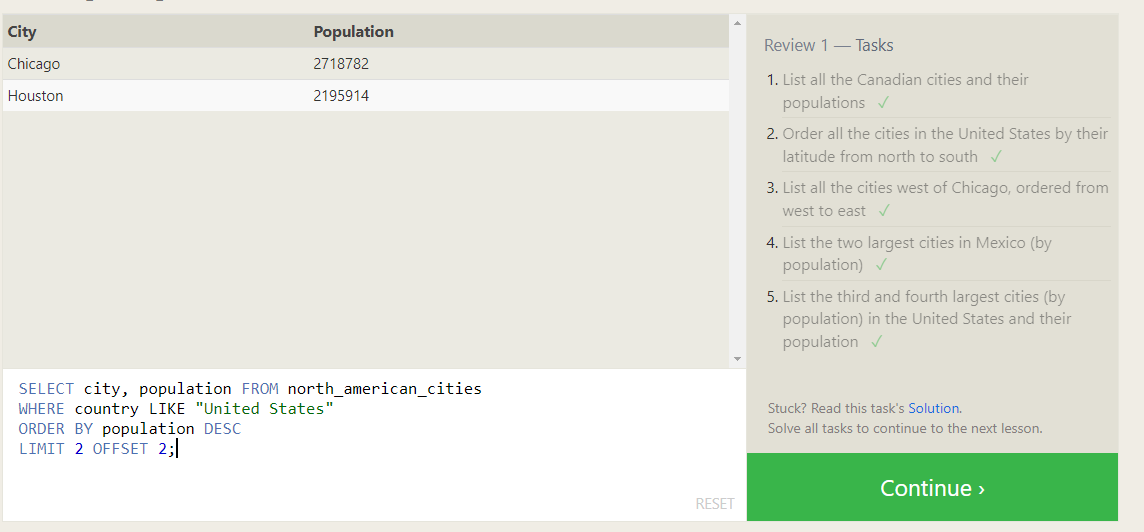 City Population
Chicago 2718782
Houston 2195914
SELECT city, population FROM north_american_cities
WHERE country LIKE "United States"
ORDER BY population DESC
LIMIT 2 OFFSET 2;
RESET
Review 1 — Tasks
1. List all the Canadian cities and their
populations ✓
2. Order all the cities in the United States by their
latitude from north to south ✓
3. List all the cities west of Chicago, ordered from
west to east ✓
4. List the two largest cities in Mexico (by
population) ✓
5. List the third and fourth largest cities (by
population) in the United States and their
population ✓
Stuck? Read this task's Solution.
Solve all tasks to continue to the next lesson.
Continue ›